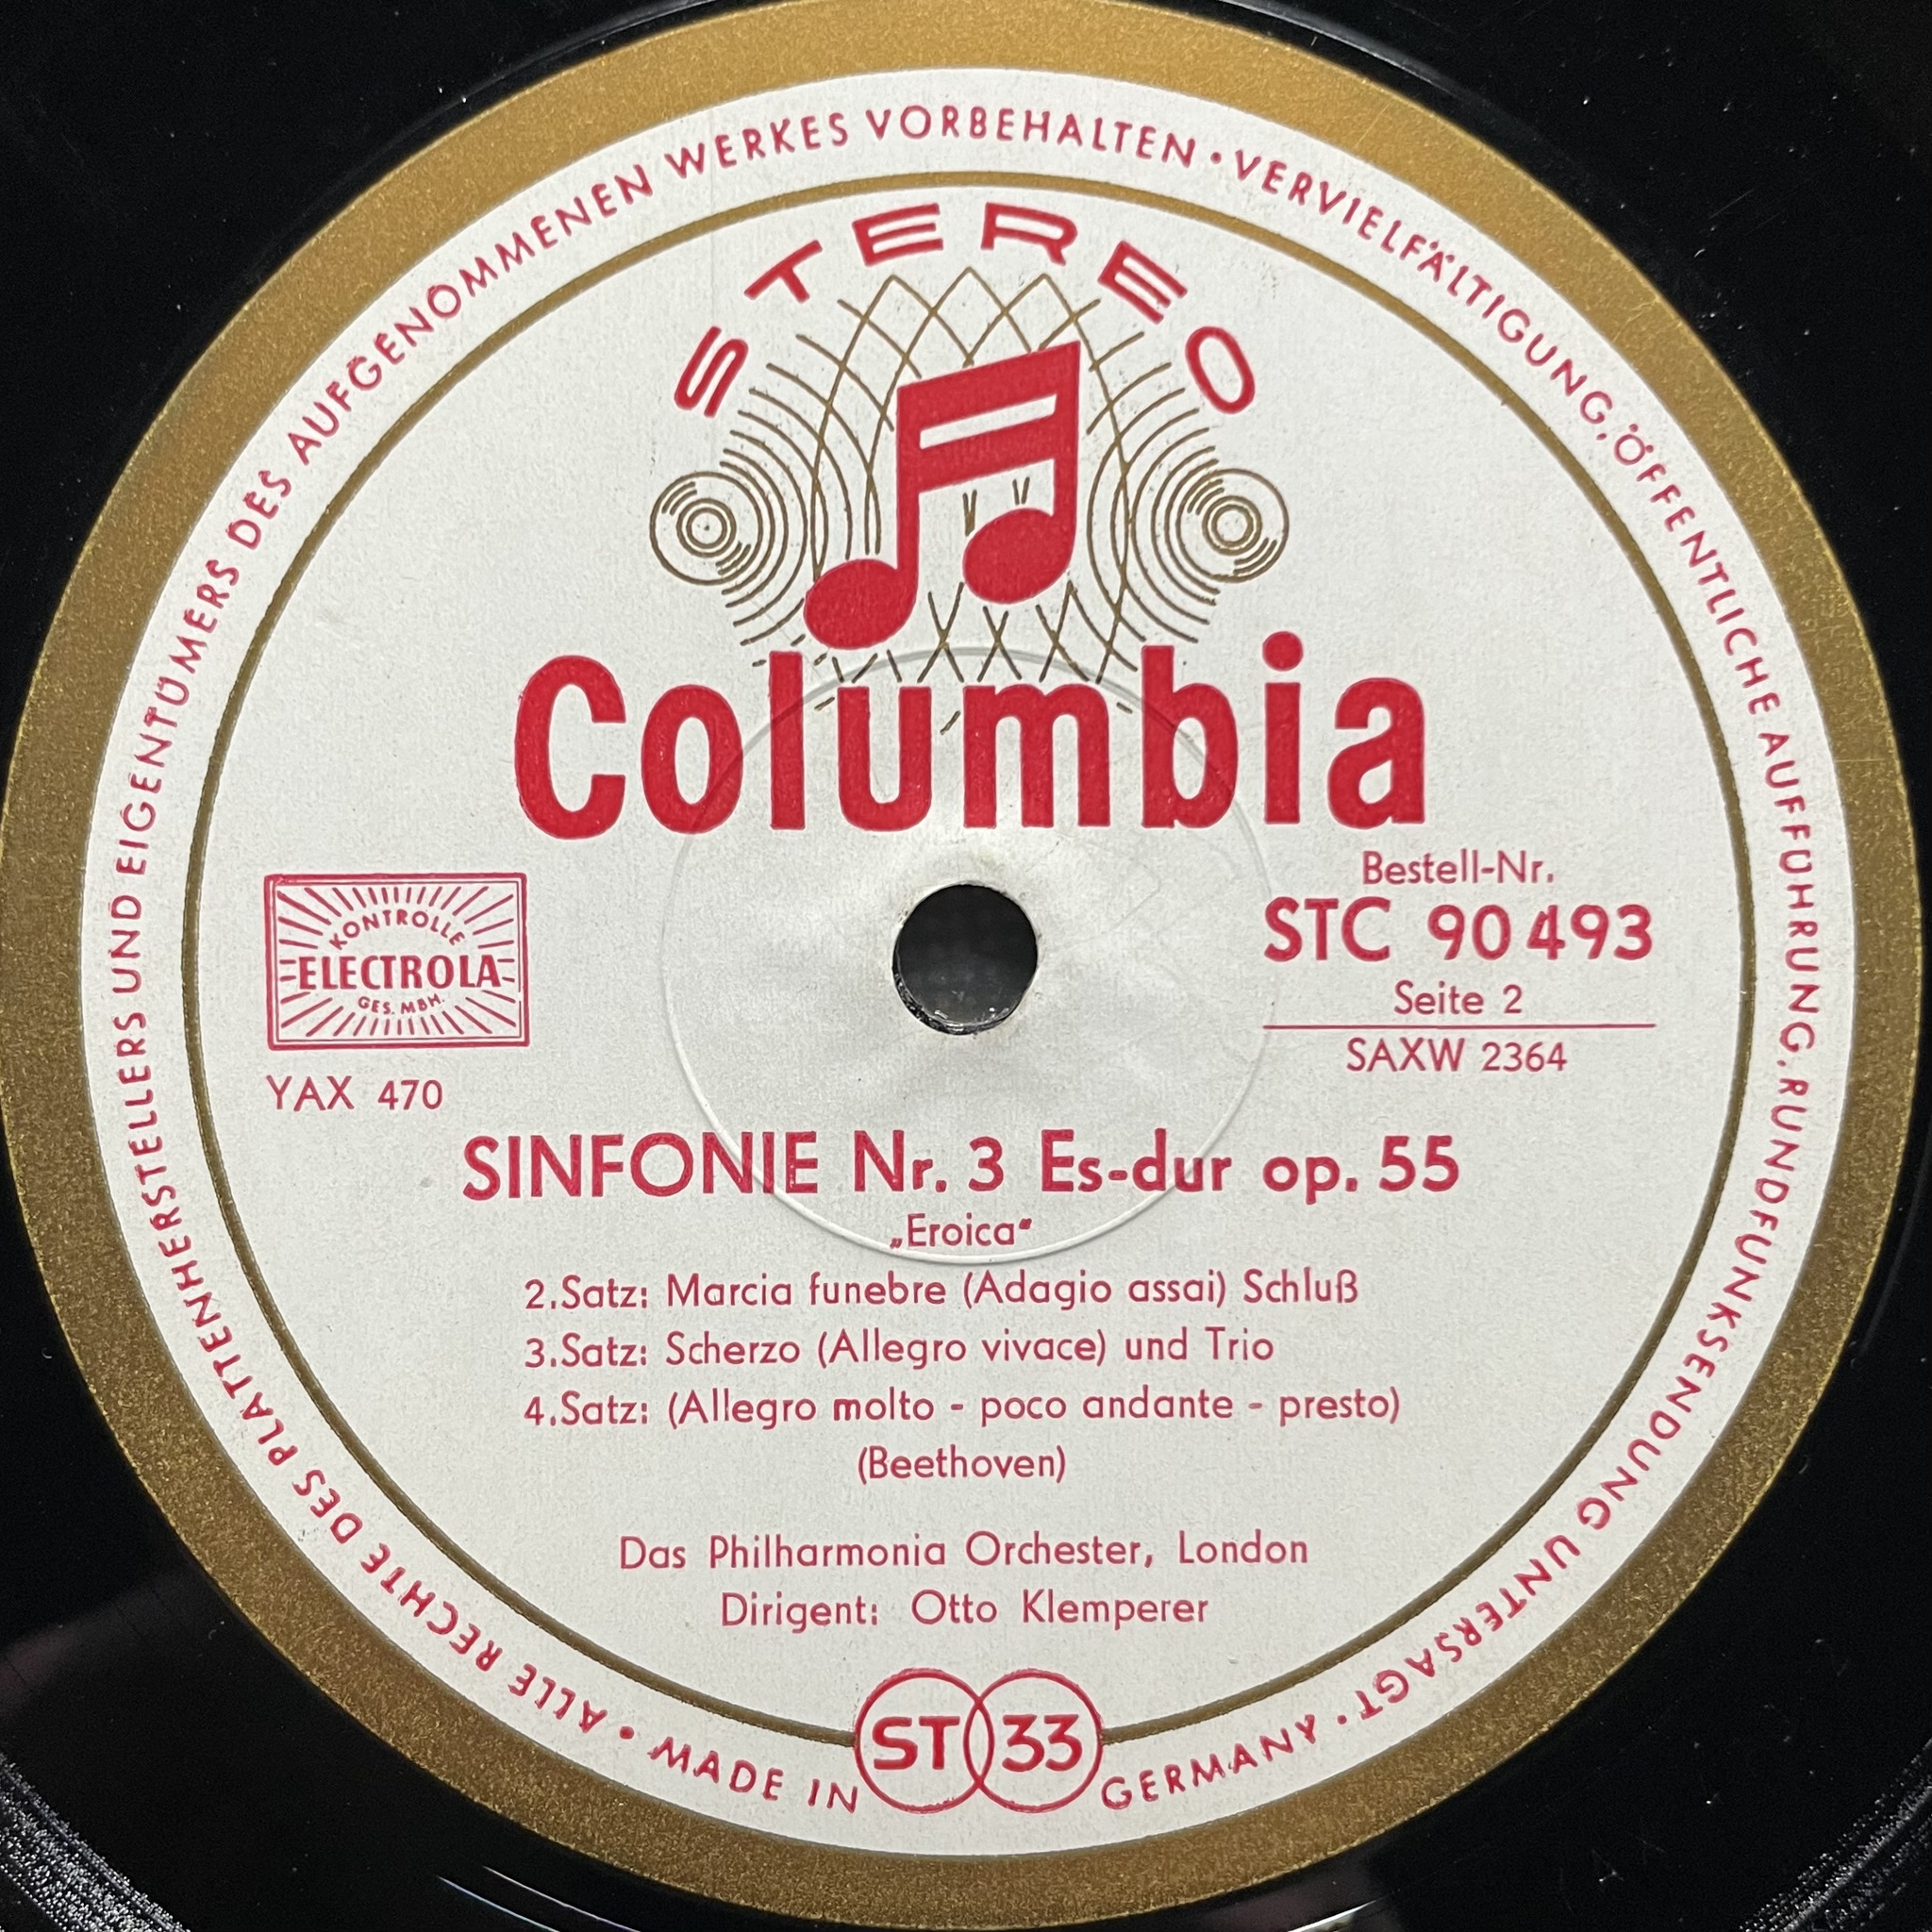 ALLE RECHTE DES PLATTENHERSTELLERS UND EIGENTÜMERS DES AUFGENOMMENEN WERKES VORBEHALTEN · VERVIELFÄLTIGUNG, ÖFFENTLICHE AUFFÜHRUNG, RUNDFUNKSENDUNG UNTERSAGT ·
STEREO
Columbia
KONTROLLE
ELECTROLA
GES. MBH.
YAX 470
Bestell-Nr.
STC 90 493
Seite 2
SAXW 2364
SINFONIE Nr. 3 Es-dur op. 55
„Eroica“
2.Satz: Marcia funebre (Adagio assai) Schluß
3.Satz: Scherzo (Allegro vivace) und Trio
4.Satz: (Allegro molto - poco andante - presto)
(Beethoven)
Das Philharmonia Orchester, London
Dirigent: Otto Klemperer
ST 33
· MADE IN GERMANY